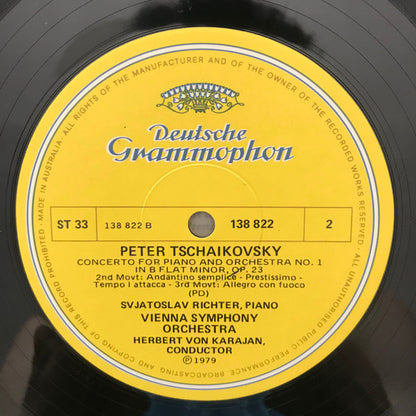 Deutsche
Grammophon
ST 33
138 822 B
138 822
2
PETER TSCHAIKOVSKY
CONCERTO FOR PIANO AND ORCHESTRA NO. 1
IN B FLAT MINOR, OP. 23
2nd Movt: Andantino semplice - Prestissimo -
Tempo I attacca - 3rd Movt: Allegro con fuoco
(PD)
SVJATOSLAV RICHTER, PIANO
VIENNA SYMPHONY
ORCHESTRA
HERBERT VON KARAJAN,
CONDUCTOR
Ⓟ 1979
MADE IN AUSTRALIA. ALL RIGHTS OF THE MANUFACTURER AND OF THE OWNER OF THE RECORDED WORKS RESERVED - ALL UNAUTHORISED PUBLIC PERFORMANCE, BROADCASTING AND COPYING OF THIS RECORD PROHIBITED -